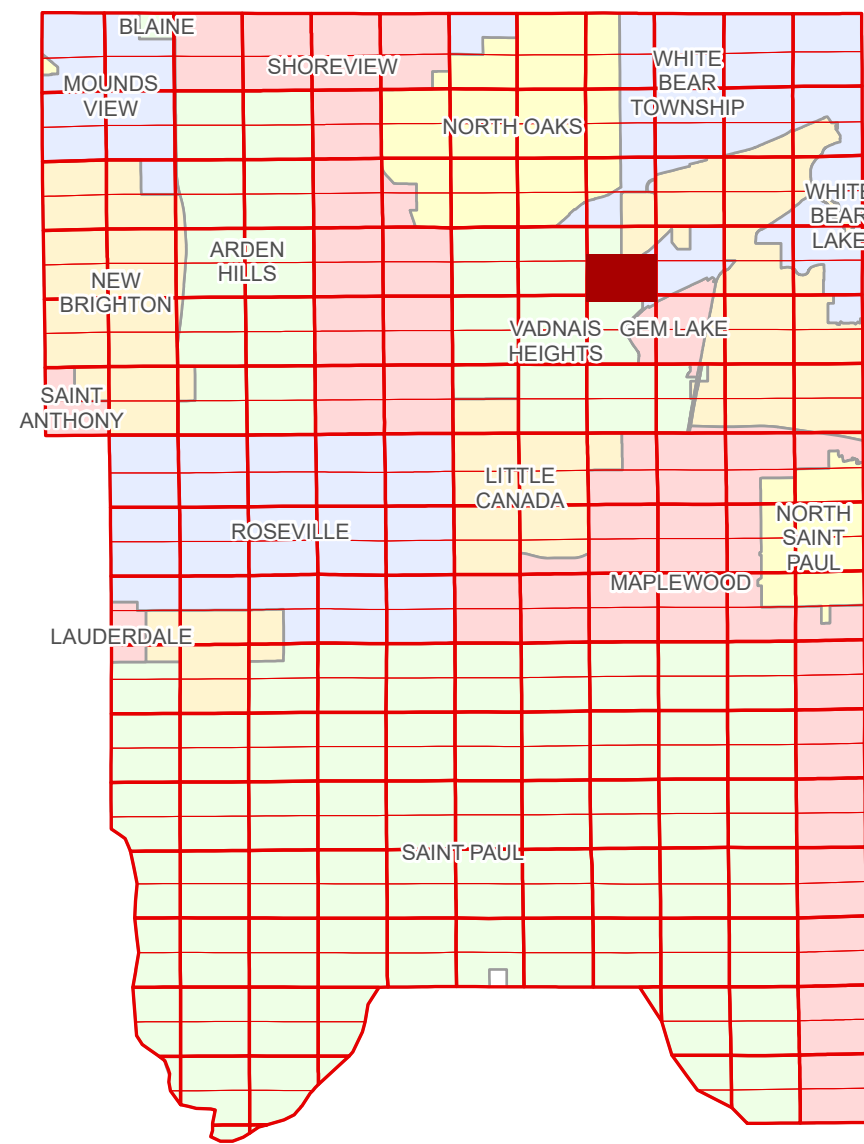 BLAINE
SHOREVIEW
WHITE
BEAR
TOWNSHIP
MOUNDS
VIEW
NORTH OAKS
WHITE
BEAR
LAKE
ARDEN
HILLS
NEW
BRIGHTON
VADNAIS
HEIGHTS
GEM LAKE
SAINT
ANTHONY
LITTLE
CANADA
ROSEVILLE
NORTH
SAINT
PAUL
MAPLEWOOD
LAUDERDALE
SAINT PAUL